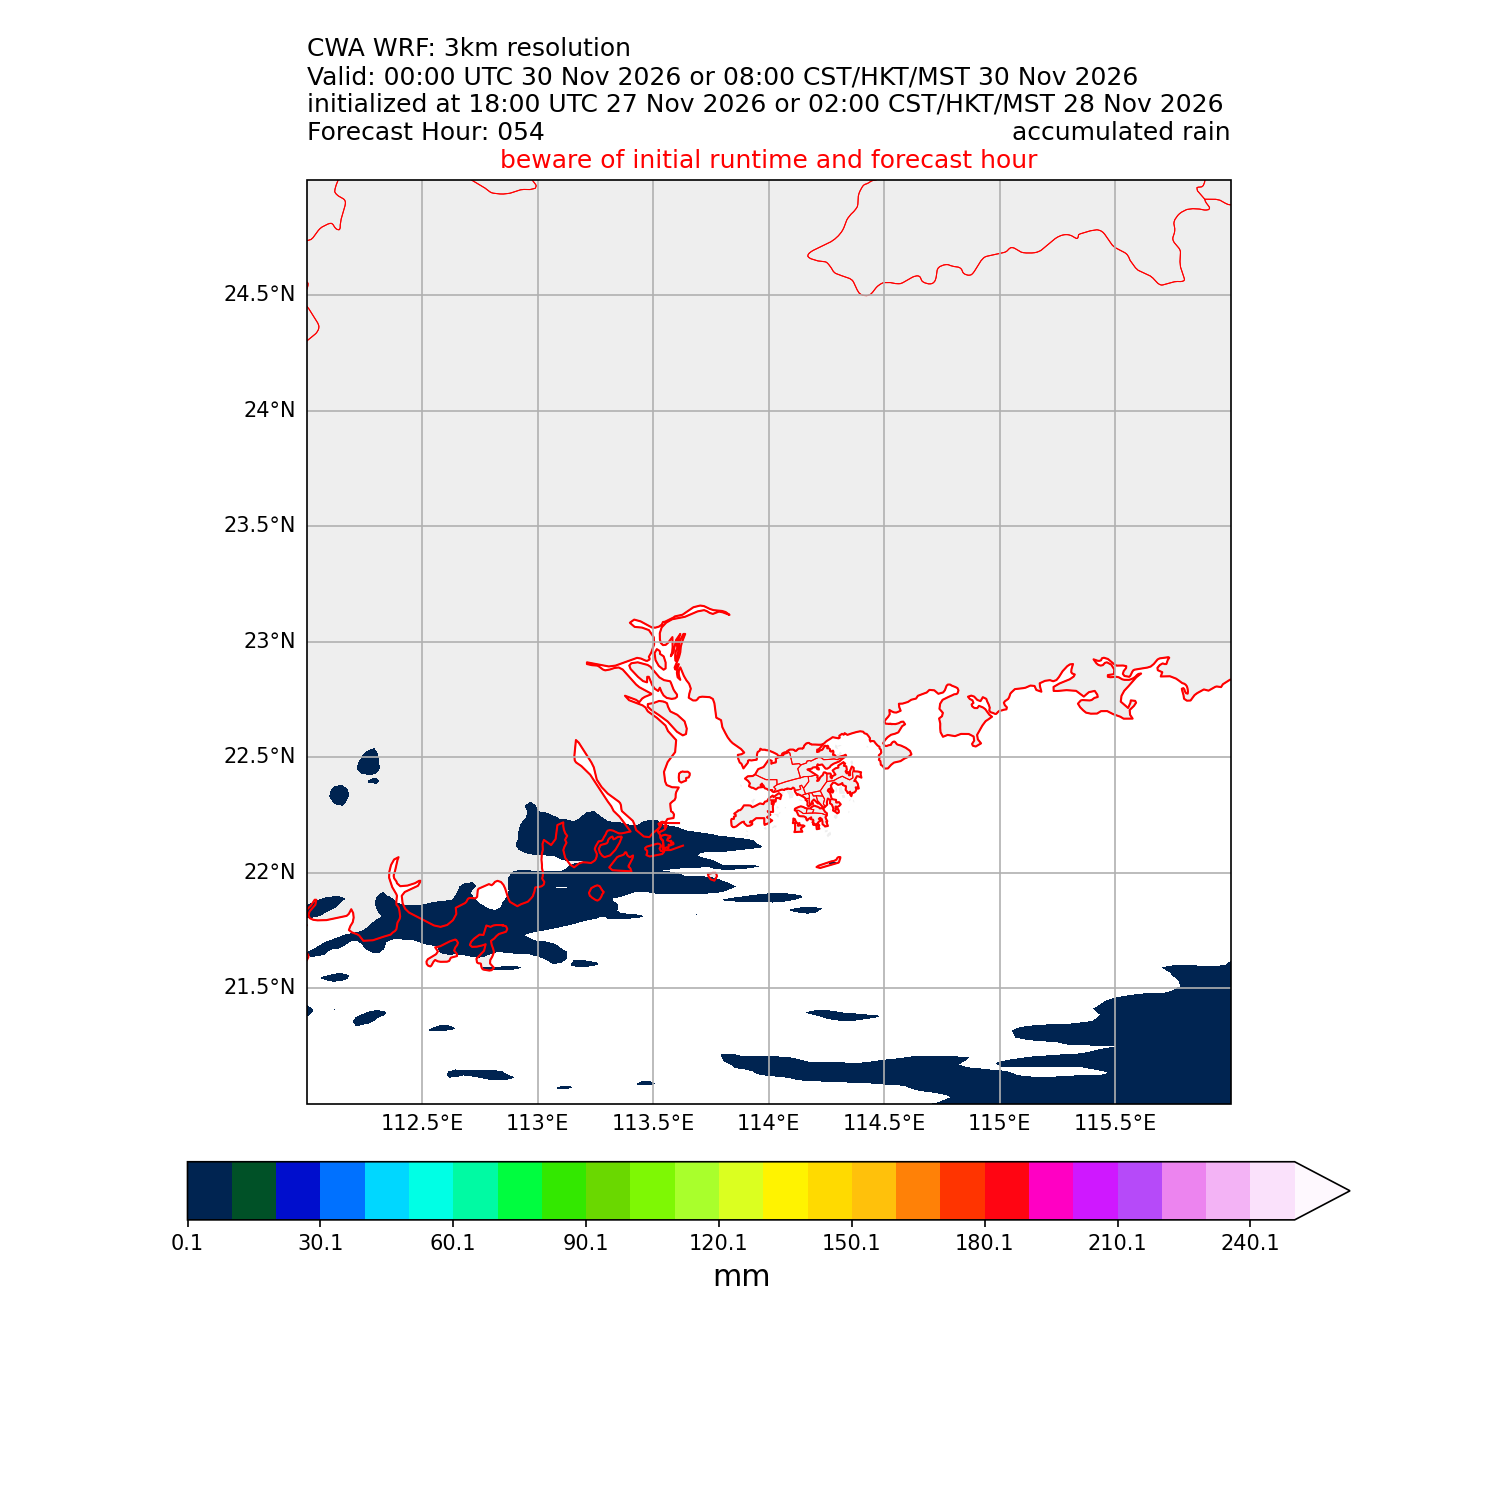 CWA WRF: 3km resolution
Valid: 00:00 UTC 30 Nov 2026 or 08:00 CST/HKT/MST 30 Nov 2026
initialized at 18:00 UTC 27 Nov 2026 or 02:00 CST/HKT/MST 28 Nov 2026
Forecast Hour: 054 accumulated rain
beware of initial runtime and forecast hour
24.5°N
24°N
23.5°N
23°N
22.5°N
22°N
21.5°N
112.5°E 113°E 113.5°E 114°E 114.5°E 115°E 115.5°E
0.1 30.1 60.1 90.1 120.1 150.1 180.1 210.1 240.1
mm